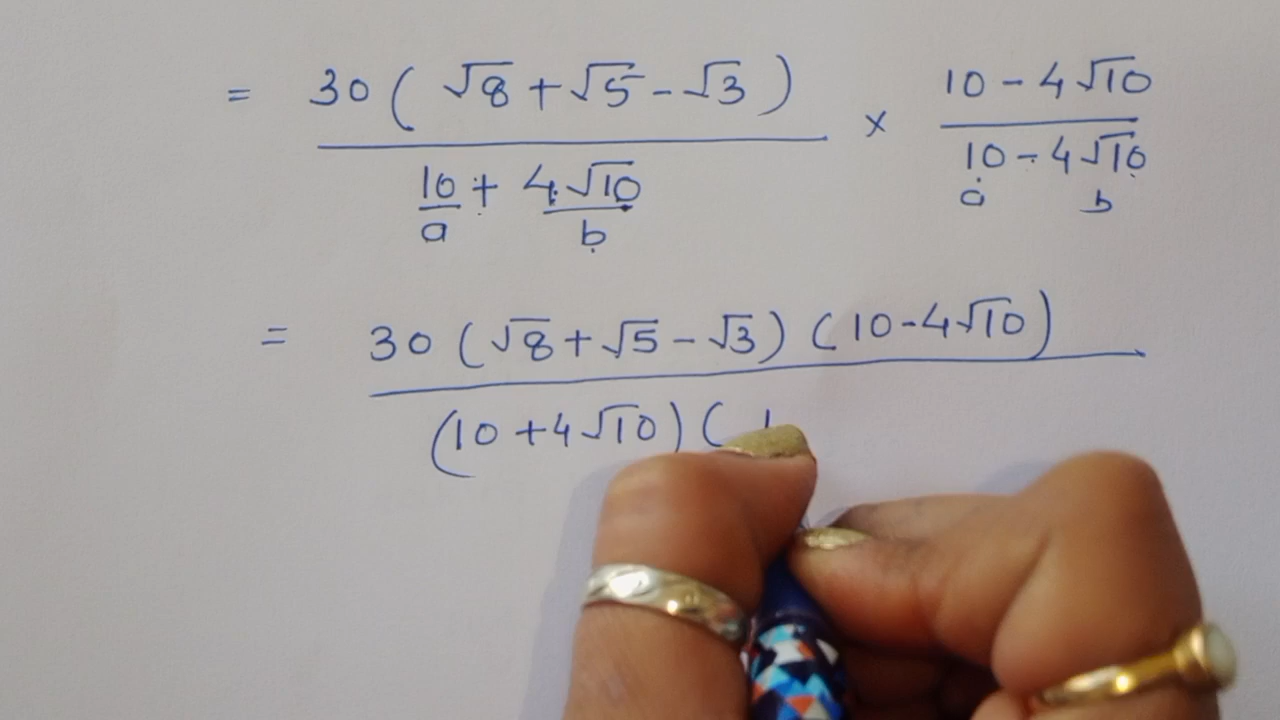 = 30 ( √8 + √5 - √3 ) / 10 + 4√10 × 10 - 4√10 / 10 - 4√10
a b a b
= 30 ( √8 + √5 - √3 ) ( 10 - 4√10 ) / (10 + 4√10 ) ( 1